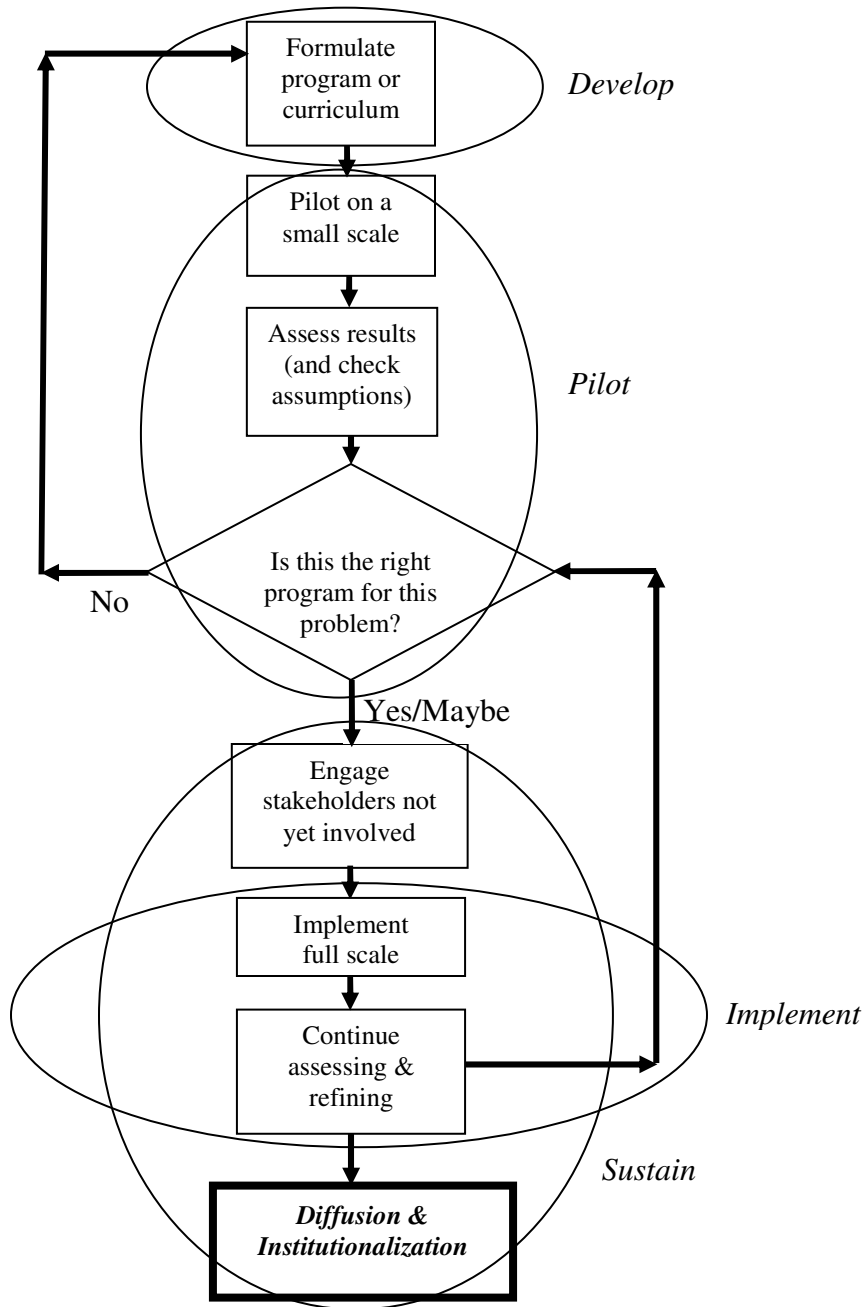 Formulate
program or
curriculum
Develop
Pilot on a
small scale
Assess results
(and check
assumptions)
Pilot
Is this the right
program for this
problem?
No
Yes/Maybe
Engage
stakeholders not
yet involved
Implement
full scale
Implement
Continue
assessing &
refining
Sustain
Diffusion &
Institutionalization